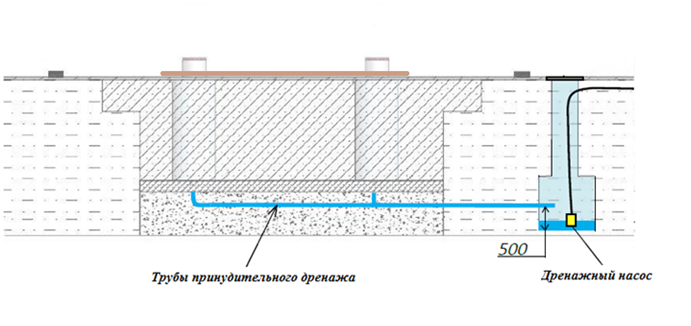 500
Трубы принудительного дренажа
Дренажный насос